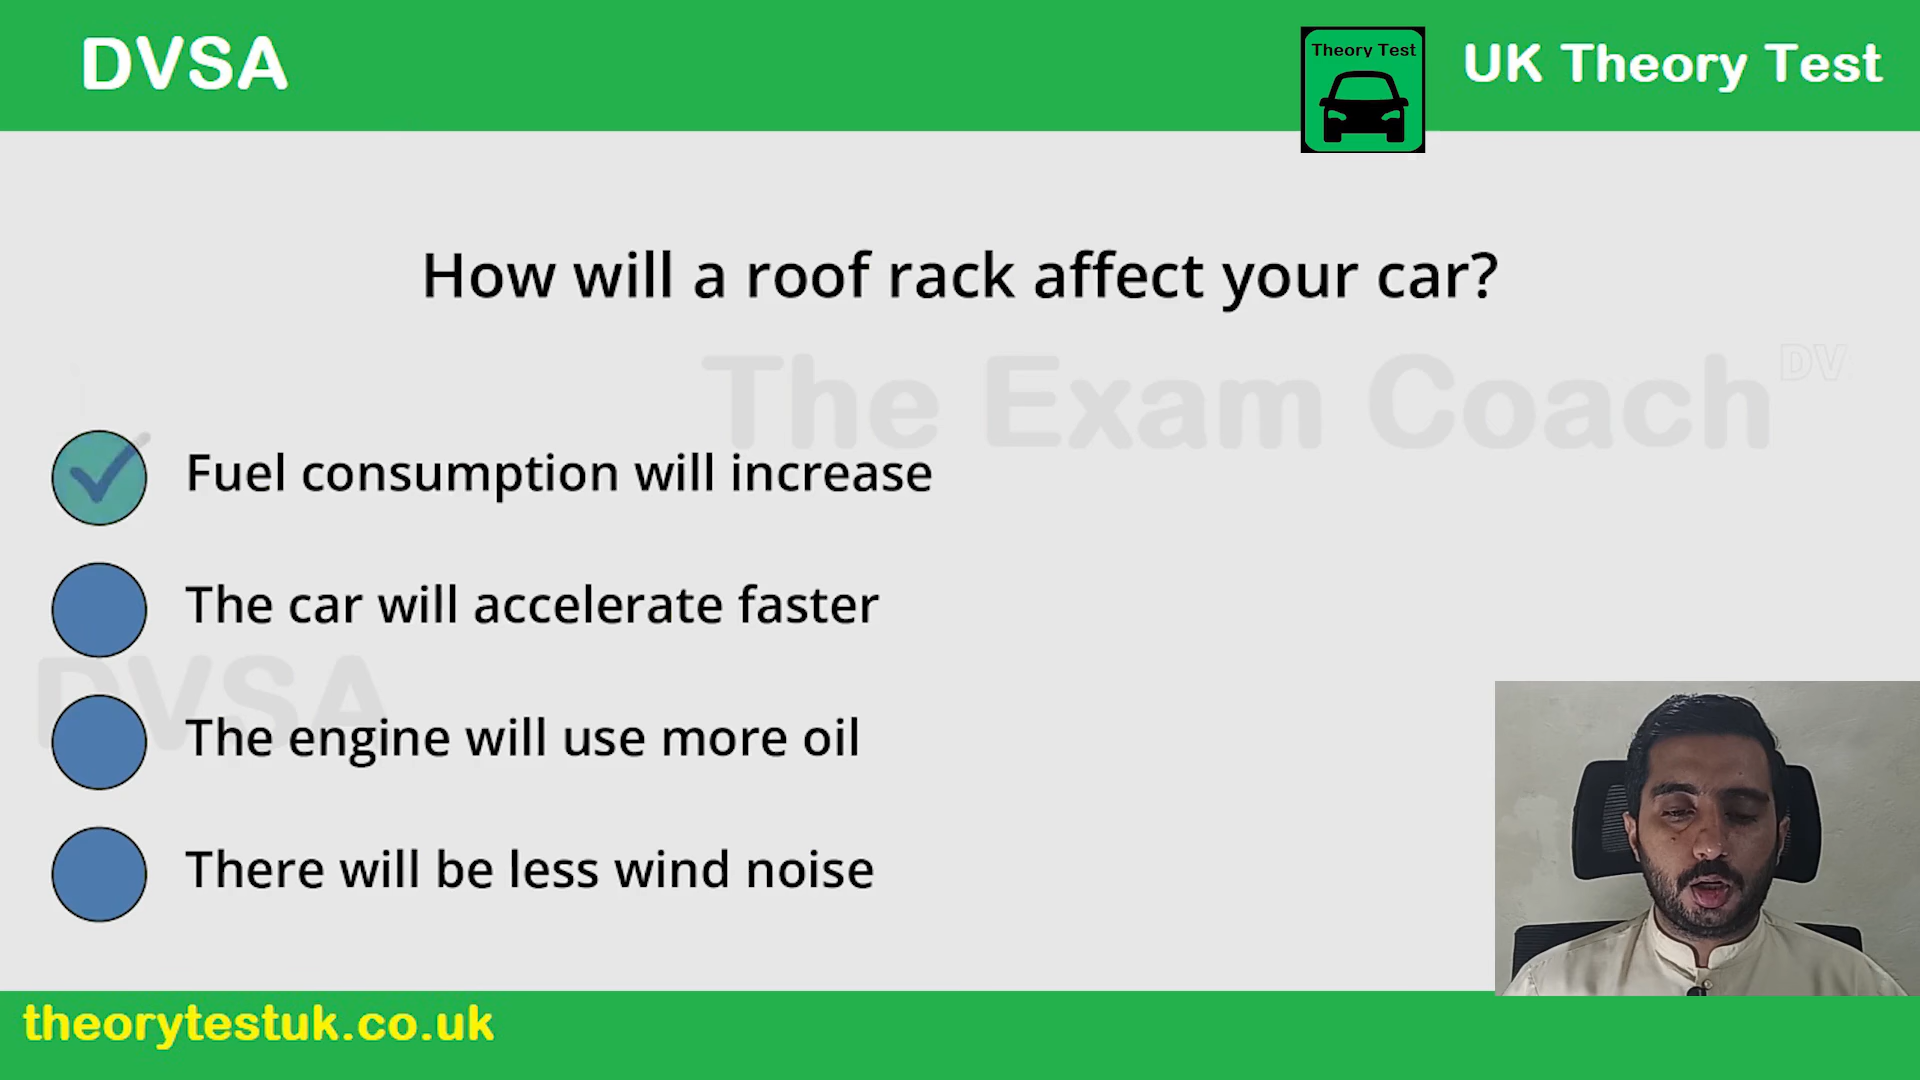 DVSA
Theory Test
UK Theory Test
How will a roof rack affect your car?
The Exam Coach
DV
Fuel consumption will increase
The car will accelerate faster
DVSA
The engine will use more oil
There will be less wind noise
theorytestuk.co.uk